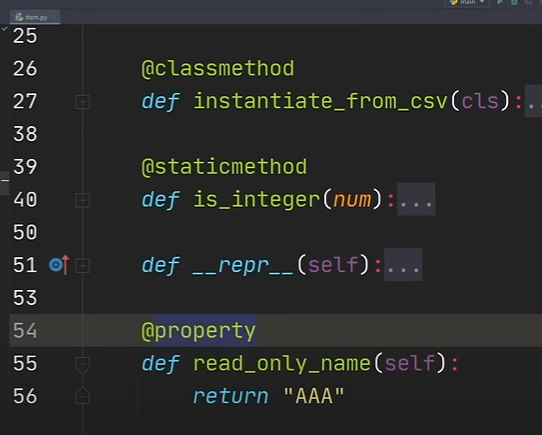 main
item.py
25
26 @classmethod
27 def instantiate_from_csv(cls):...
38
39 @staticmethod
40 def is_integer(num):...
50
51 def __repr__(self):...
53
54 @property
55 def read_only_name(self):
56 return "AAA"